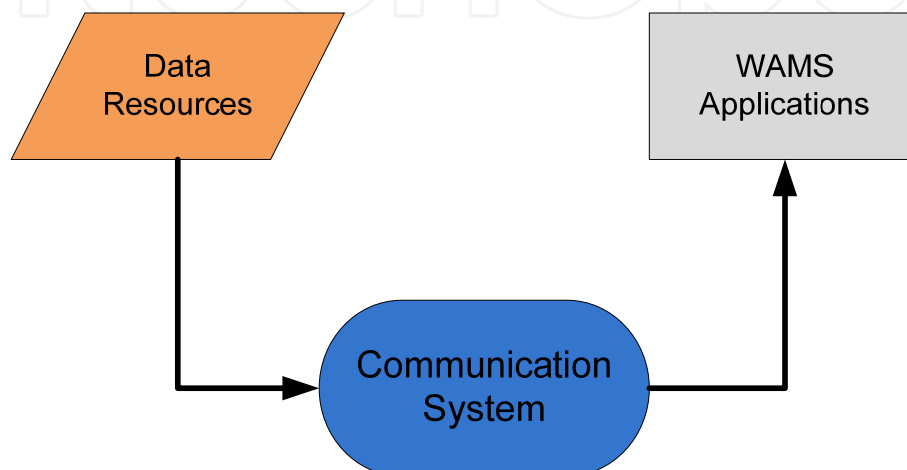 Data
Resources
WAMS
Applications
Communication
System